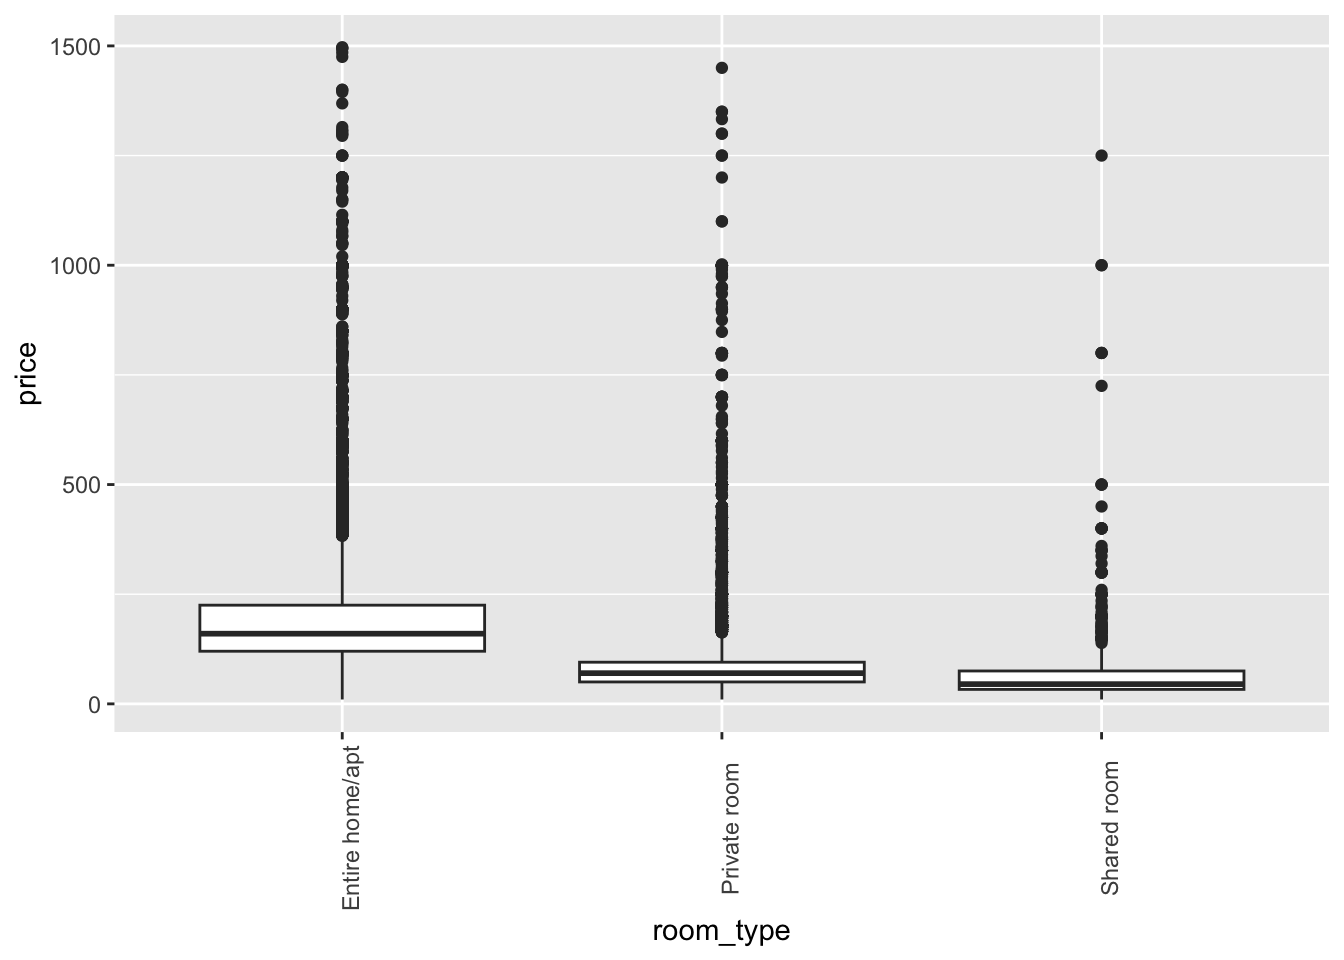 1500
1000
500
0
price
Entire home/apt
Private room
Shared room
room_type